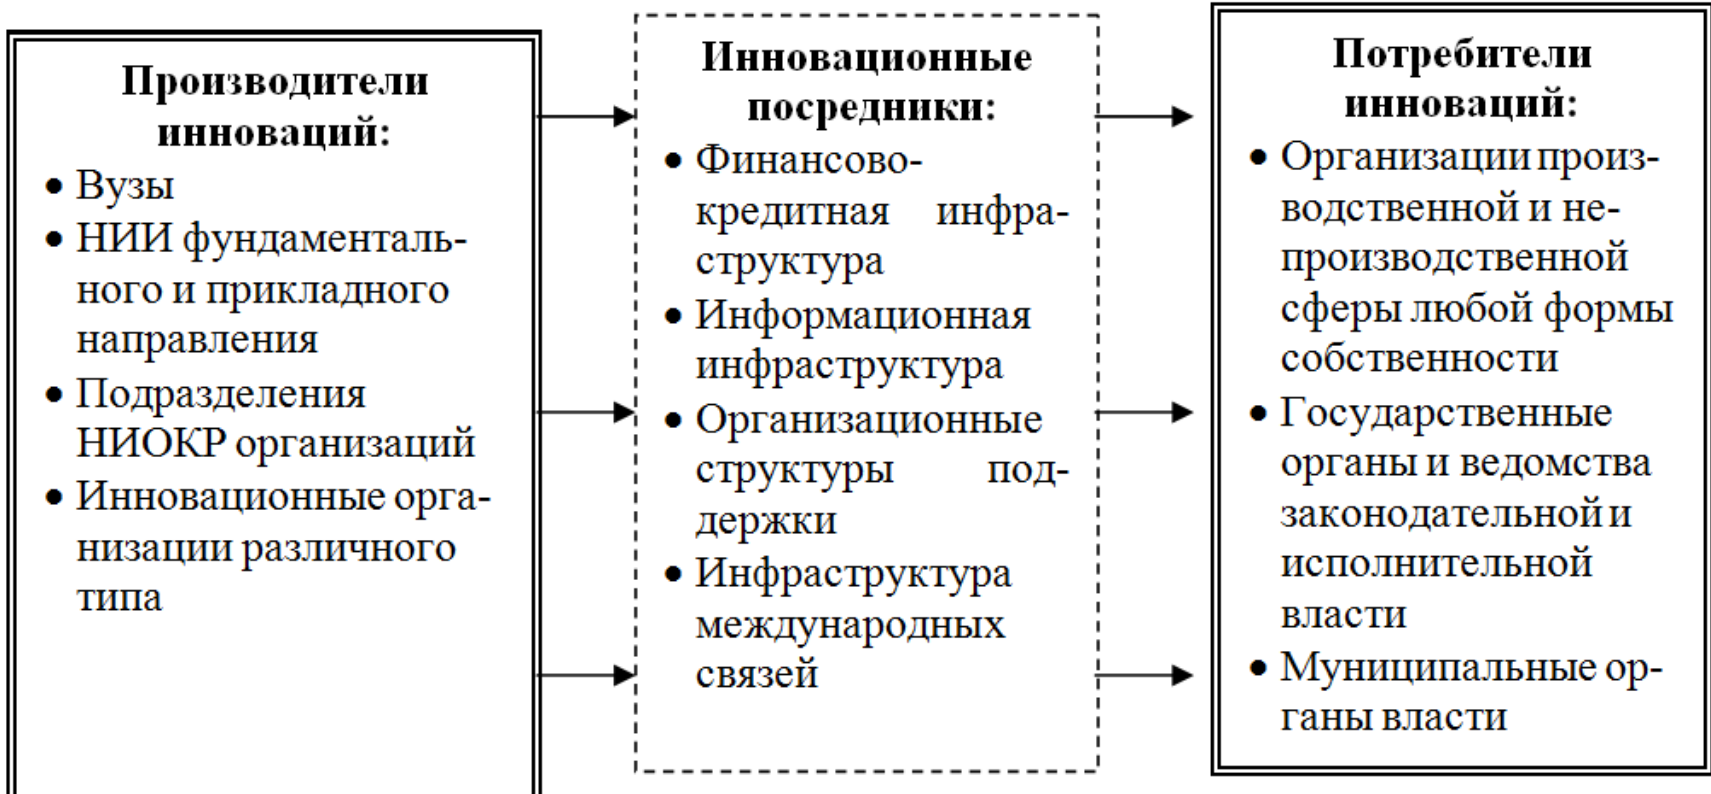 Производители
инноваций:
• Вузы
• НИИ фундаменталь-
ного и прикладного
направления
• Подразделения
НИОКР организаций
• Инновационные орга-
низации различного
типа
Инновационные
посредники:
• Финансово-
кредитная инфра-
структура
• Информационная
инфраструктура
• Организационные
структуры под-
держки
• Инфраструктура
международных
связей
Потребители
инноваций:
• Организации произ-
водственной и не-
производственной
сферы любой формы
собственности
• Государственные
органы и ведомства
законодательной и
исполнительной
власти
• Муниципальные ор-
ганы власти